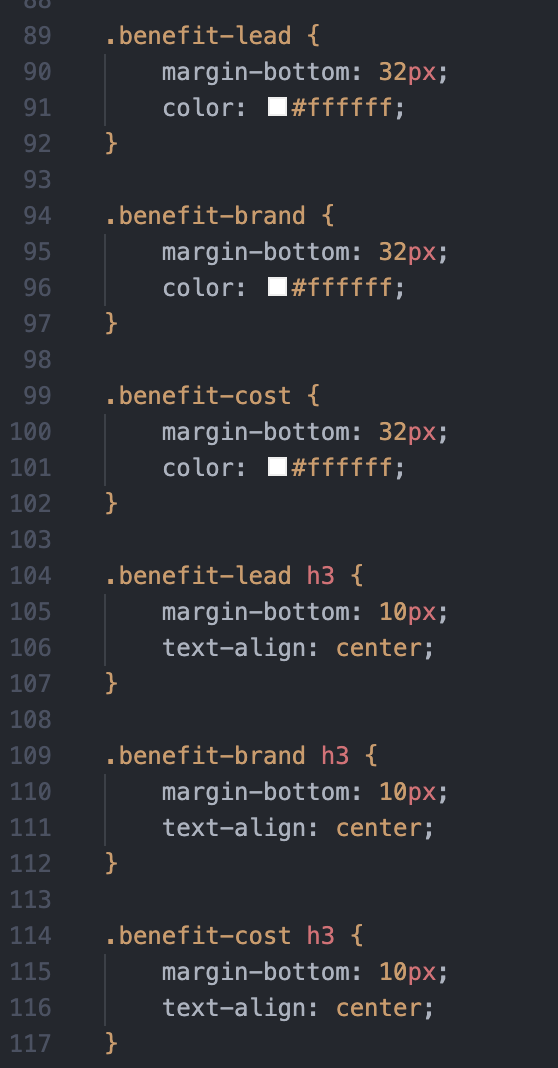 88
89 .benefit-lead {
90 margin-bottom: 32px;
91 color: #ffffff;
92 }
93
94 .benefit-brand {
95 margin-bottom: 32px;
96 color: #ffffff;
97 }
98
99 .benefit-cost {
100 margin-bottom: 32px;
101 color: #ffffff;
102 }
103
104 .benefit-lead h3 {
105 margin-bottom: 10px;
106 text-align: center;
107 }
108
109 .benefit-brand h3 {
110 margin-bottom: 10px;
111 text-align: center;
112 }
113
114 .benefit-cost h3 {
115 margin-bottom: 10px;
116 text-align: center;
117 }